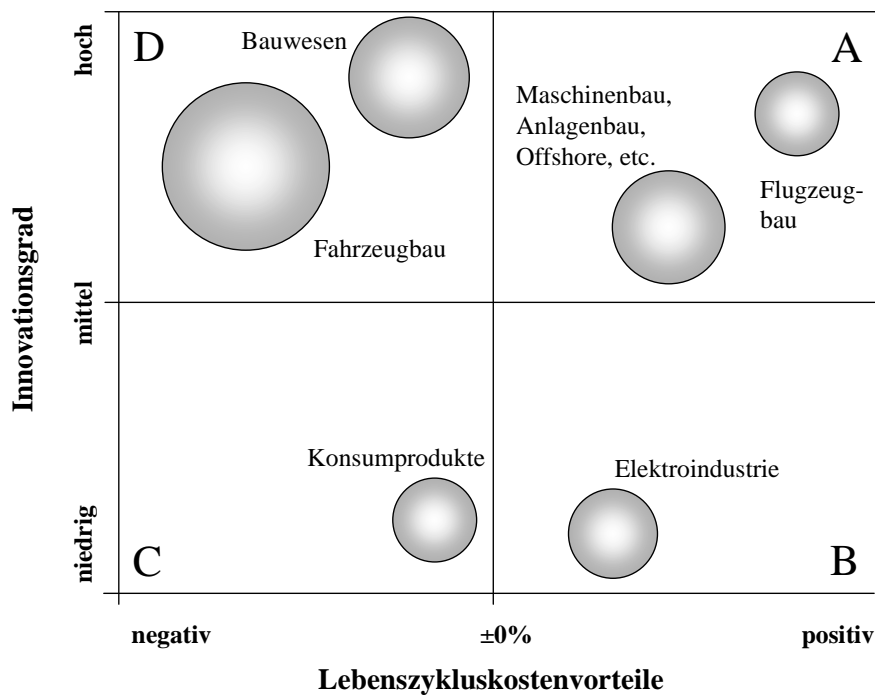 D
Bauwesen
A
Maschinenbau,
Anlagenbau,
Offshore, etc.
Flugzeug-
bau
Fahrzeugbau
Konsumprodukte
Elektroindustrie
C
B
hoch
mittel
niedrig
Innovationsgrad
negativ
±0%
positiv
Lebenszykluskostenvorteile